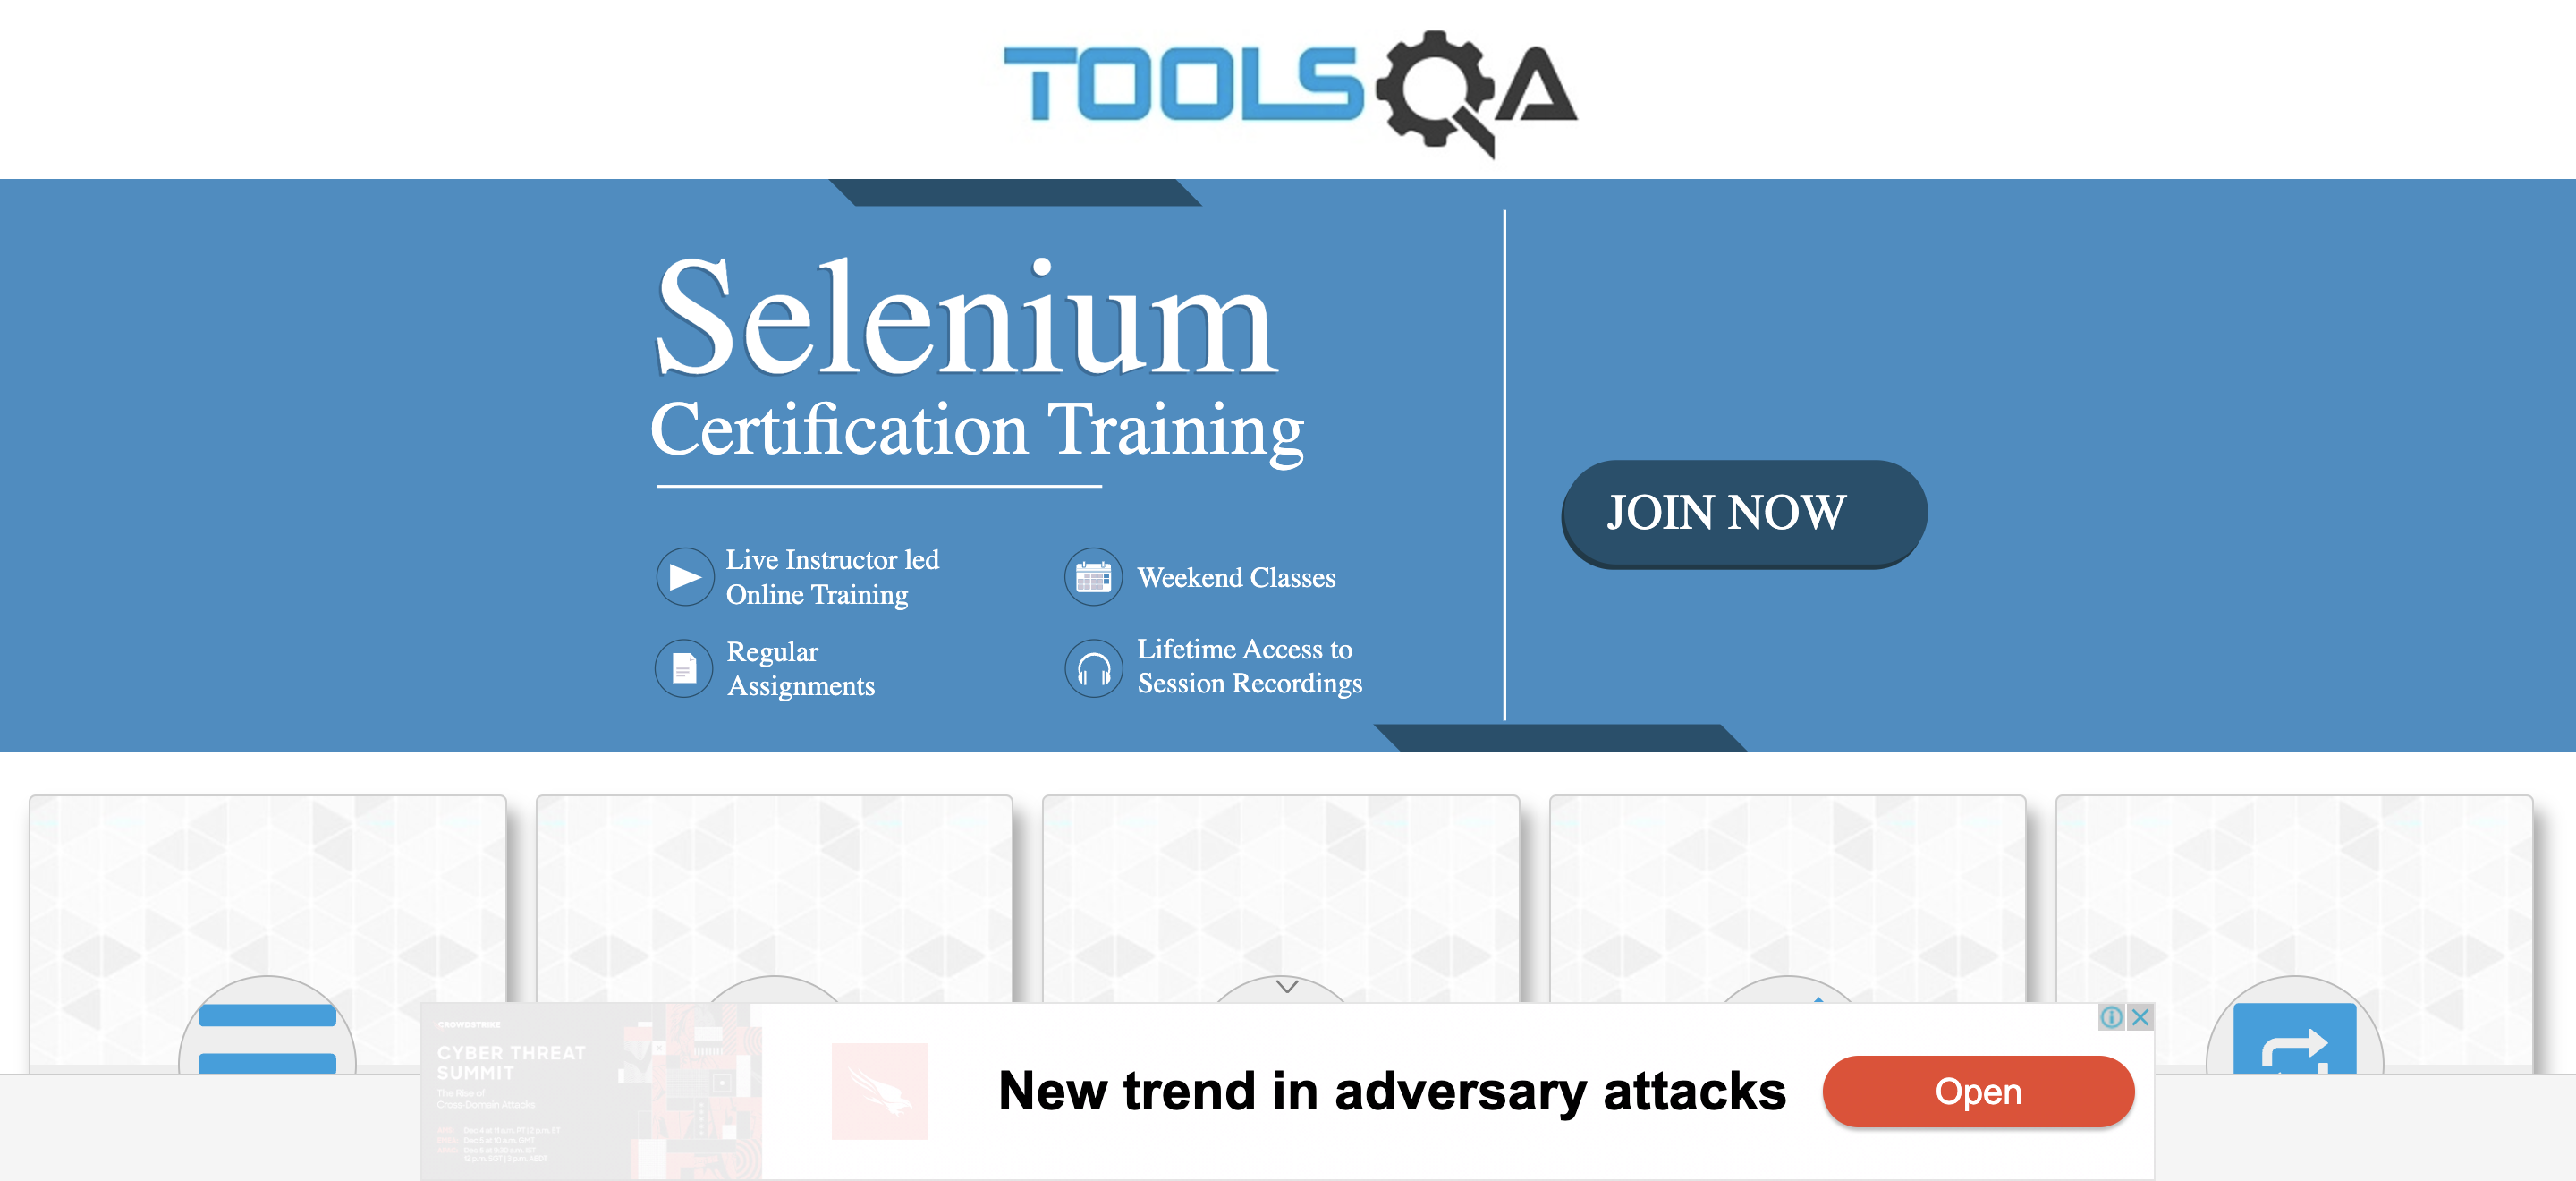 TOOLSQA
Selenium
Certification Training
Live Instructor led
Online Training
Weekend Classes
Regular
Assignments
Lifetime Access to
Session Recordings
JOIN NOW
CROWDSTRIKE
CYBER THREAT
SUMMIT
The Rise of
Cross-Domain Attacks
New trend in adversary attacks
Open